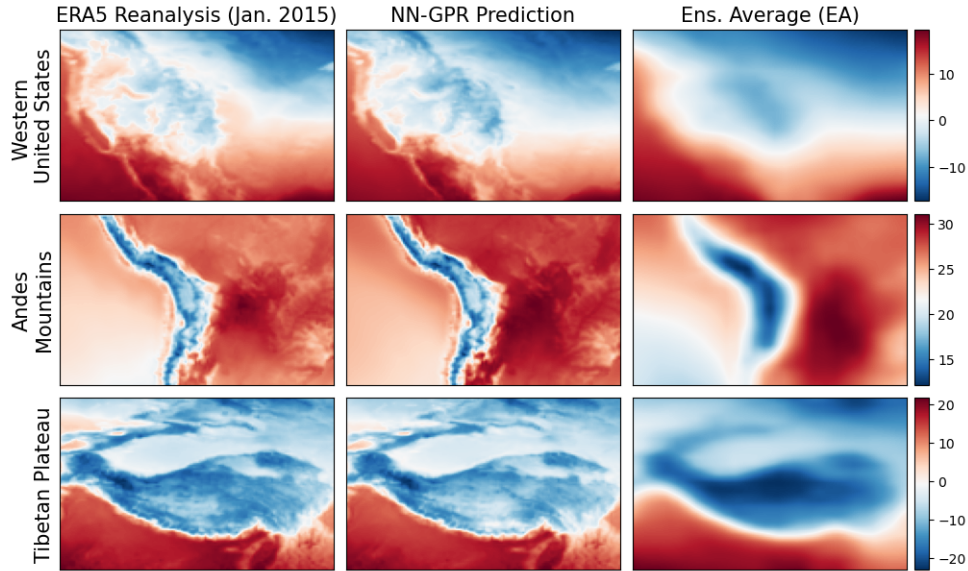 ERA5 Reanalysis (Jan. 2015)
NN-GPR Prediction
Ens. Average (EA)
Western
United States
10
0
−10
Andes
Mountains
30
25
20
15
Tibetan Plateau
20
10
0
−10
−20